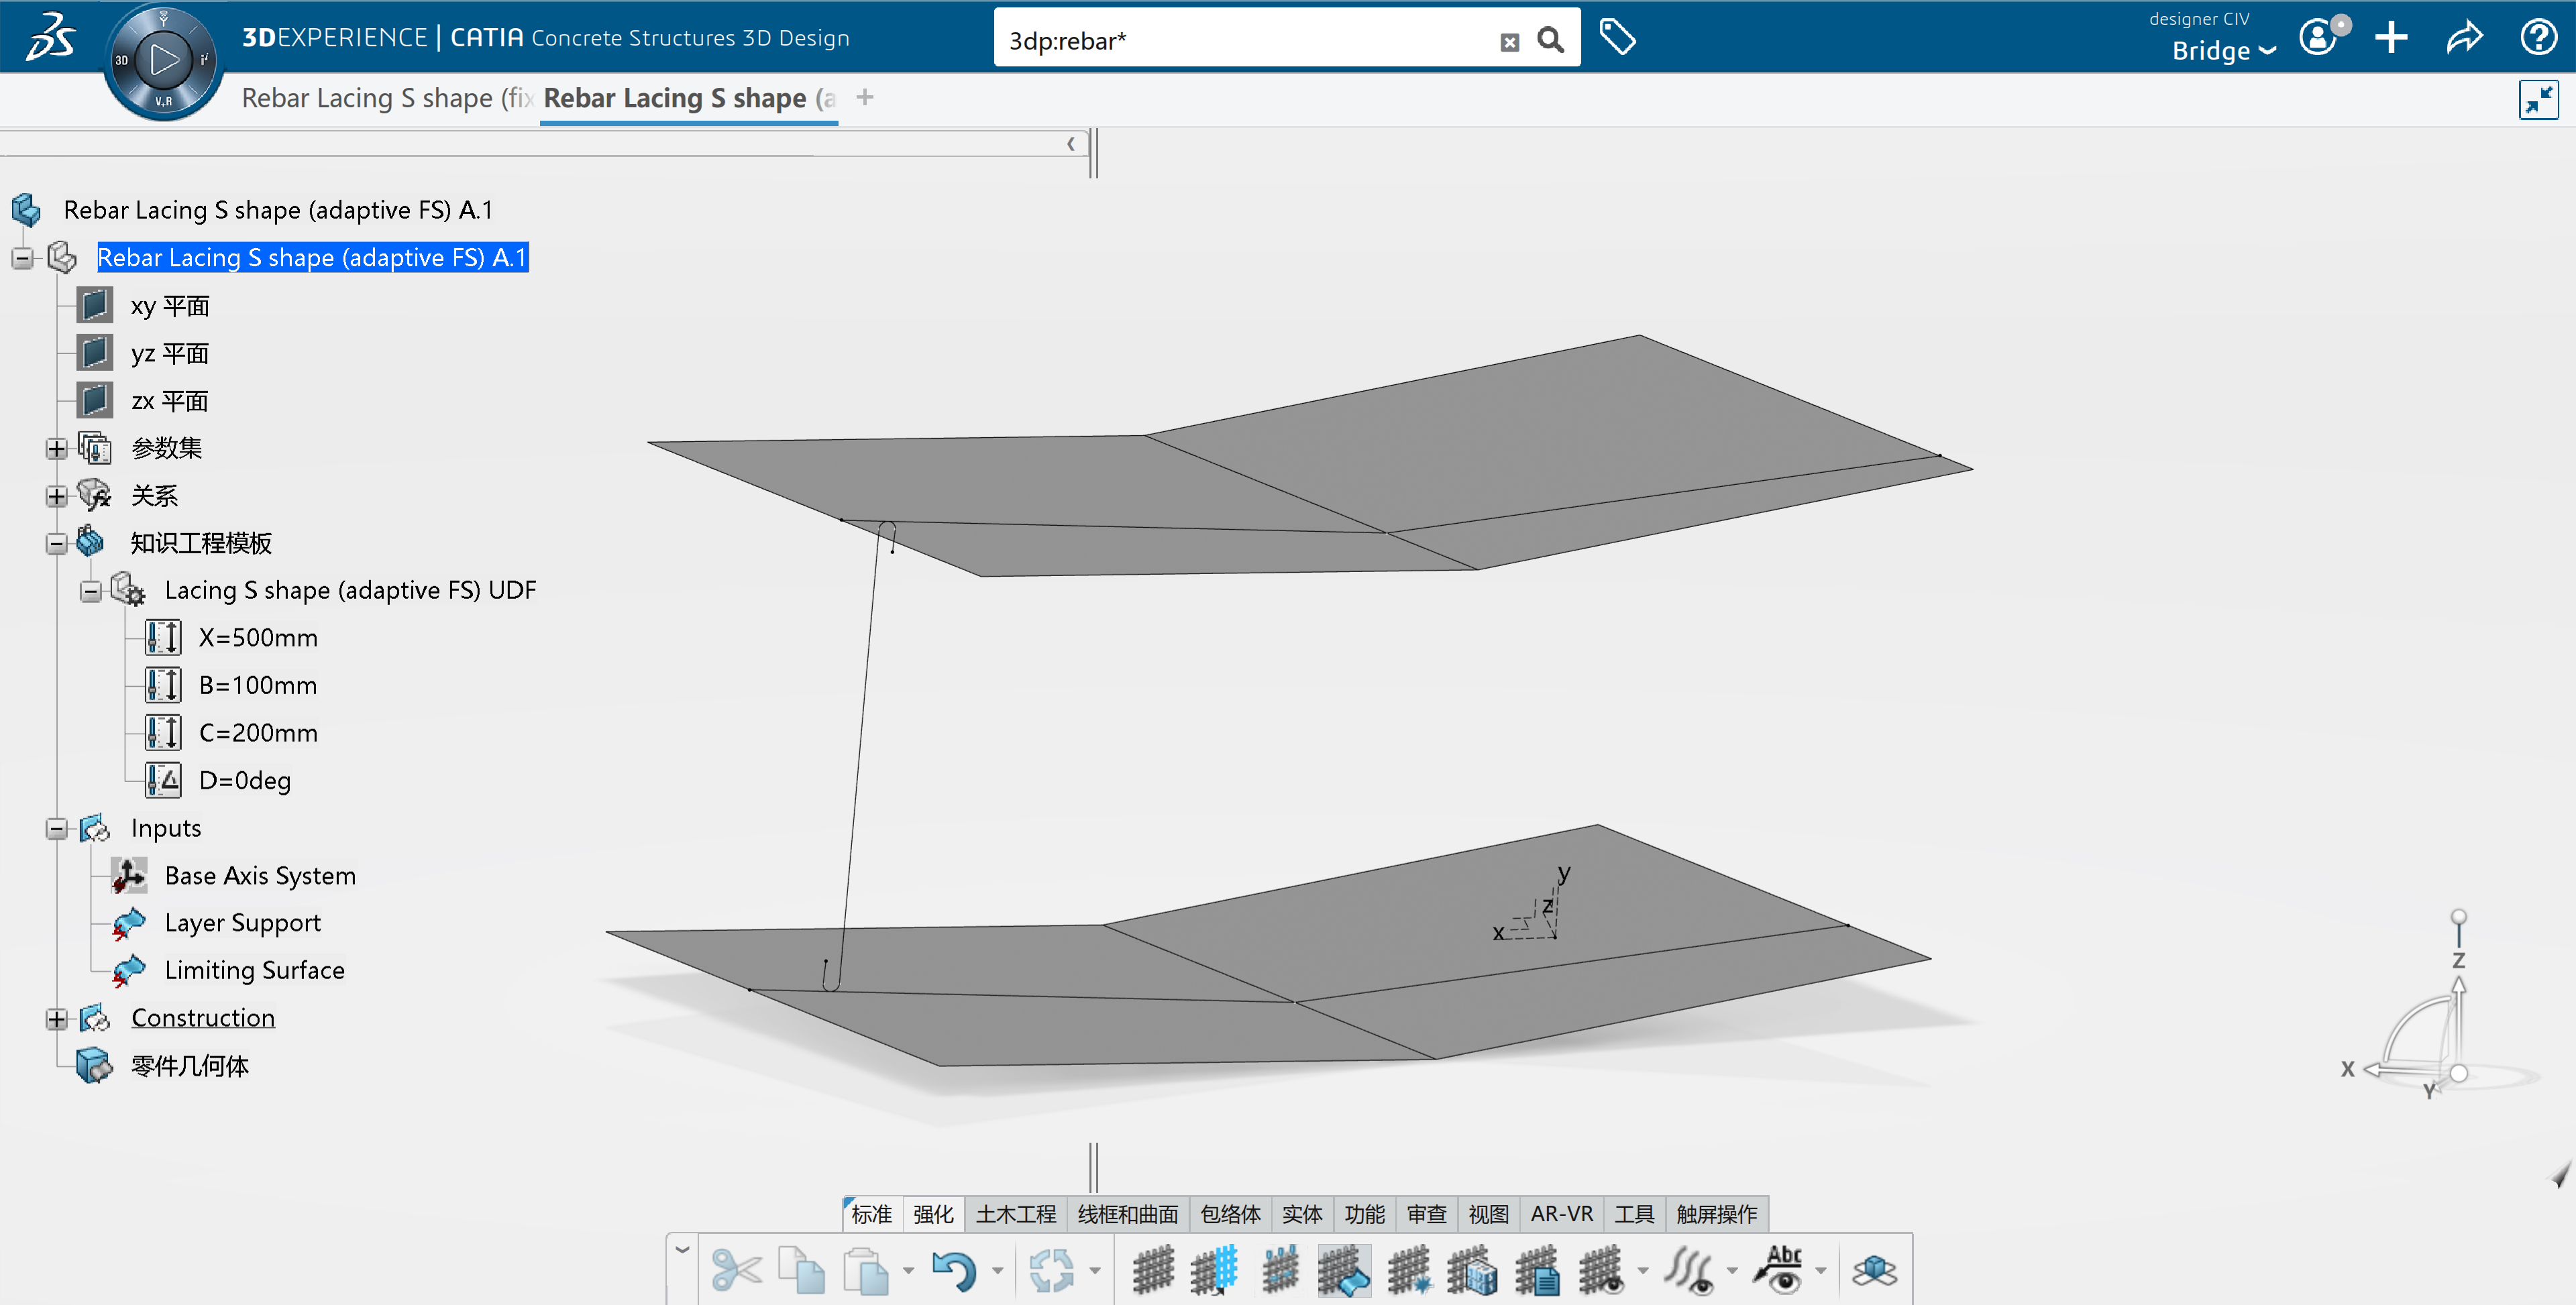 3DEXPERIENCE | CATIA Concrete Structures 3D Design
3dp:rebar*
designer CIV
Bridge
3D
V,R
Rebar Lacing S shape (fix
Rebar Lacing S shape (a
Rebar Lacing S shape (adaptive FS) A.1
Rebar Lacing S shape (adaptive FS) A.1
xy 平面
yz 平面
zx 平面
参数集
关系
知识工程模板
Lacing S shape (adaptive FS) UDF
X=500mm
B=100mm
C=200mm
D=0deg
Inputs
Base Axis System
Layer Support
Limiting Surface
Construction
零件几何体
y
z
x
Z
X
Y
标准 强化 土木工程 线框和曲面 包络体 实体 功能 审查 视图 AR-VR 工具 触屏操作
Abc